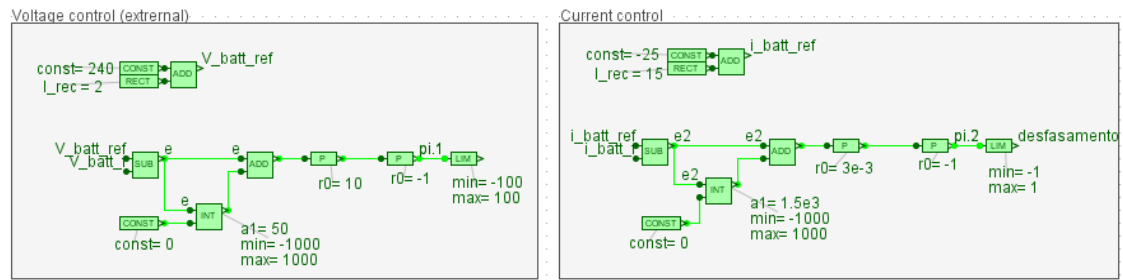 Voltage control (extrernal)
const= 240
CONST
ADD
V_batt_ref
I_rec = 2
RECT
V_batt_ref
V_batt_f
SUB
e
e
ADD
P
r0= 10
P
r0= -1
pi.1
LIM
min= -100
max= 100
e
INT
CONST
const= 0
a1= 50
min= -1000
max= 1000
Current control
const= -25
CONST
ADD
i_batt_ref
I_rec = 15
RECT
i_batt_ref
i_batt_f
SUB
e2
e2
ADD
P
r0= 3e-3
P
r0= -1
pi.2
LIM
desfasamento
min= -1
max= 1
e2
INT
CONST
const= 0
a1= 1.5e3
min= -1000
max= 1000